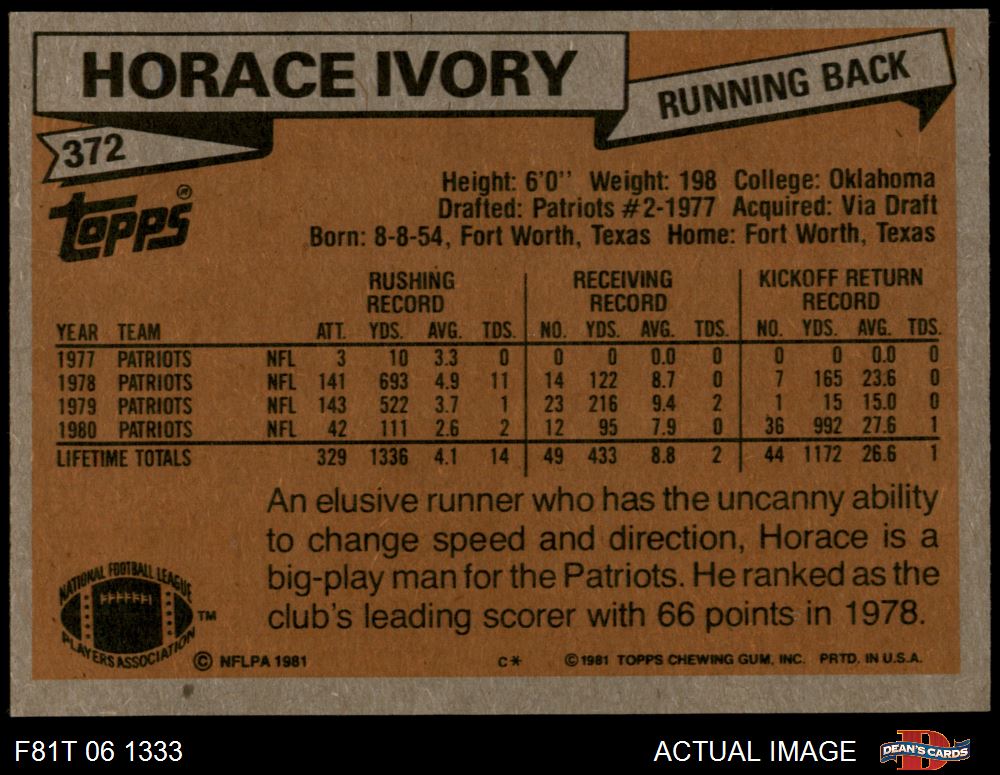 HORACE IVORY
RUNNING BACK
372
TOPPS®
Height: 6'0'' Weight: 198 College: Oklahoma
Drafted: Patriots #2-1977 Acquired: Via Draft
Born: 8-8-54, Fort Worth, Texas Home: Fort Worth, Texas
RUSHING RECORD RECEIVING RECORD KICKOFF RETURN RECORD
YEAR TEAM ATT. YDS. AVG. TDS. NO. YDS. AVG. TDS. NO. YDS. AVG. TDS.
1977 PATRIOTS NFL 3 10 3.3 0 0 0 0.0 0 0 0 0.0 0
1978 PATRIOTS NFL 141 693 4.9 11 14 122 8.7 0 7 165 23.6 0
1979 PATRIOTS NFL 143 522 3.7 1 23 216 9.4 2 1 15 15.0 0
1980 PATRIOTS NFL 42 111 2.6 2 12 95 7.9 0 36 992 27.6 1
LIFETIME TOTALS 329 1336 4.1 14 49 433 8.8 2 44 1172 26.6 1
An elusive runner who has the uncanny ability
to change speed and direction, Horace is a
big-play man for the Patriots. He ranked as the
club's leading scorer with 66 points in 1978.
NATIONAL FOOTBALL LEAGUE
PLAYERS ASSOCIATION
™
© NFLPA 1981 C* © 1981 TOPPS CHEWING GUM, INC. PRTD. IN U.S.A.
F81T 06 1333 ACTUAL IMAGE D DEAN'S CARDS